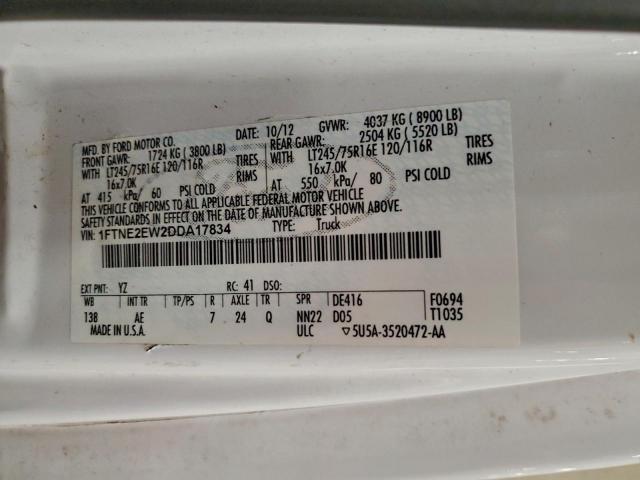 MFD. BY FORD MOTOR CO. DATE: 10/12 GVWR: 4037 KG ( 8900 LB)
FRONT GAWR: 1724 KG ( 3800 LB) REAR GAWR: 2504 KG ( 5520 LB)
WITH LT245/75R16E 120/116R TIRES WITH LT245/75R16E 120/116R TIRES
16x7.0K RIMS 16x7.0K RIMS
AT 415 kPa/ 60 PSI COLD AT 550 kPa/ 80 PSI COLD
THIS VEHICLE CONFORMS TO ALL APPLICABLE FEDERAL MOTOR VEHICLE
SAFETY STANDARDS IN EFFECT ON THE DATE OF MANUFACTURE SHOWN ABOVE.
VIN: 1FTNE2EW2DDA17834 TYPE: Truck
EXT PNT: YZ RC: 41 DSO:
WB INT TR TP/PS R AXLE TR SPR DE416 F0694
138 AE 7 24 Q NN22 D05 T1035
MADE IN U.S.A. ULC ▽5U5A-3520472-AA